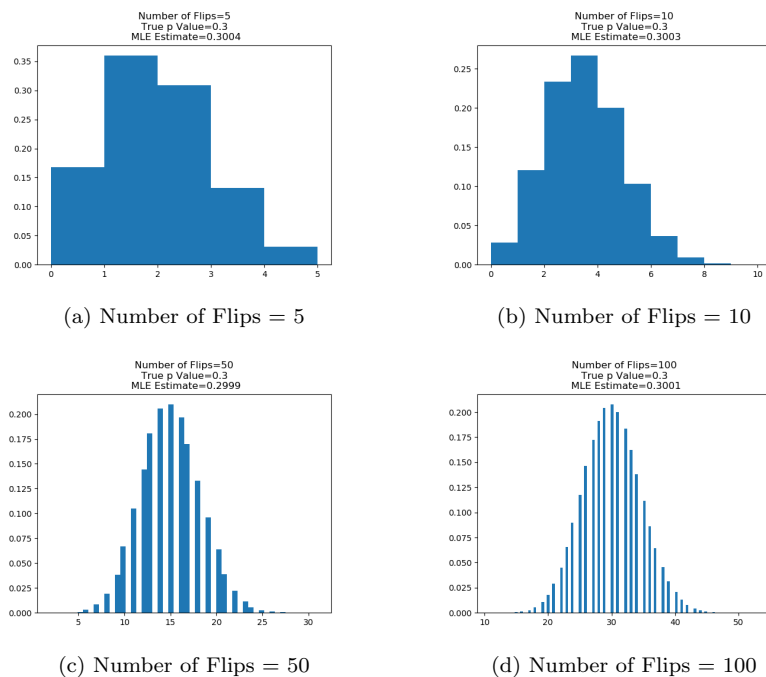 Number of Flips=5
True p Value=0.3
MLE Estimate=0.3004
0.35
0.30
0.25
0.20
0.15
0.10
0.05
0.00
0 1 2 3 4 5
(a) Number of Flips = 5
Number of Flips=10
True p Value=0.3
MLE Estimate=0.3003
0.25
0.20
0.15
0.10
0.05
0.00
0 2 4 6 8 10
(b) Number of Flips = 10
Number of Flips=50
True p Value=0.3
MLE Estimate=0.2999
0.200
0.175
0.150
0.125
0.100
0.075
0.050
0.025
0.000
5 10 15 20 25 30
(c) Number of Flips = 50
Number of Flips=100
True p Value=0.3
MLE Estimate=0.3001
0.200
0.175
0.150
0.125
0.100
0.075
0.050
0.025
0.000
10 20 30 40 50
(d) Number of Flips = 100